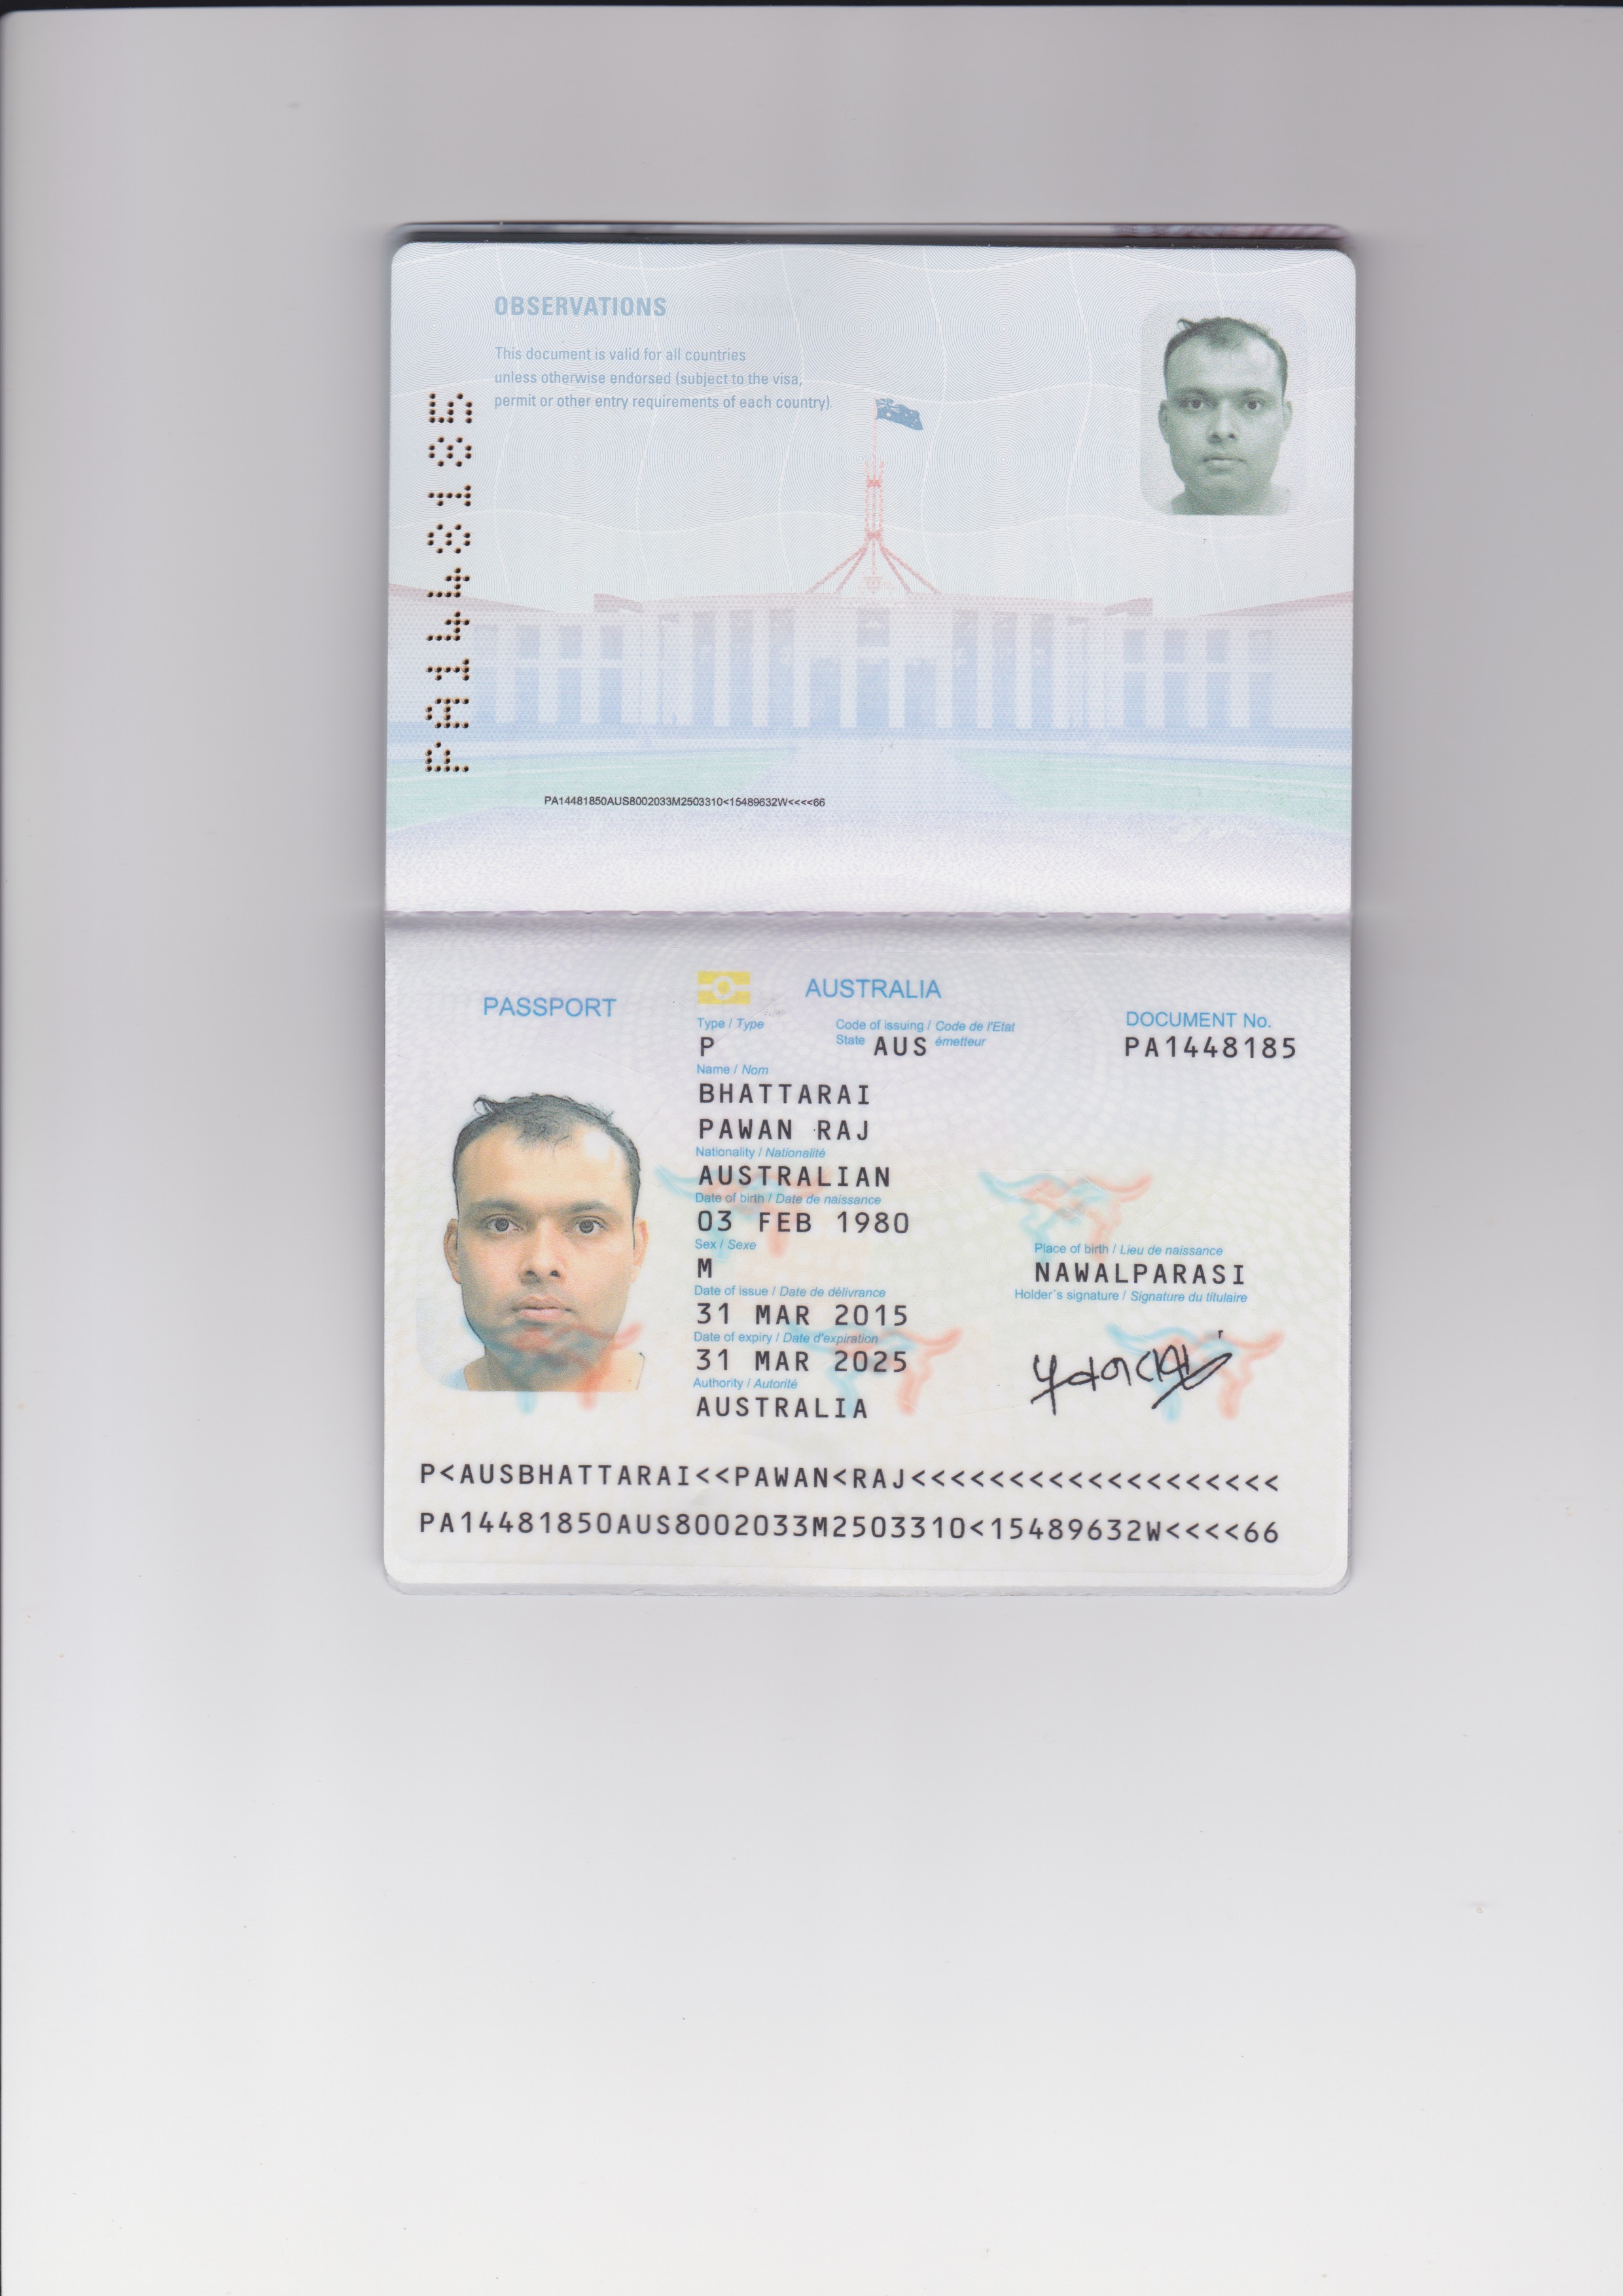 OBSERVATIONS
This document is valid for all countries
unless otherwise endorsed (subject to the visa,
permit or other entry requirements of each country).
PA1448185
PA14481850AUS8002033M2503310<15489632W<<<<66
PASSPORT
AUSTRALIA
Type / Type
Code of issuing / Code de l'Etat
State émetteur
DOCUMENT No.
P
AUS
PA1448185
Name / Nom
BHATTARAI
PAWAN RAJ
Nationality / Nationalité
AUSTRALIAN
Date of birth / Date de naissance
03 FEB 1980
Sex / Sexe
M
Place of birth / Lieu de naissance
NAWALPARASI
Date of issue / Date de délivrance
31 MAR 2015
Holder's signature / Signature du titulaire
Date of expiry / Date d'expiration
31 MAR 2025
Authority / Autorité
AUSTRALIA
P<AUSBHATTARAI<<PAWAN<RAJ<<<<<<<<<<<<<<<<<<<
PA14481850AUS8002033M2503310<15489632W<<<<66